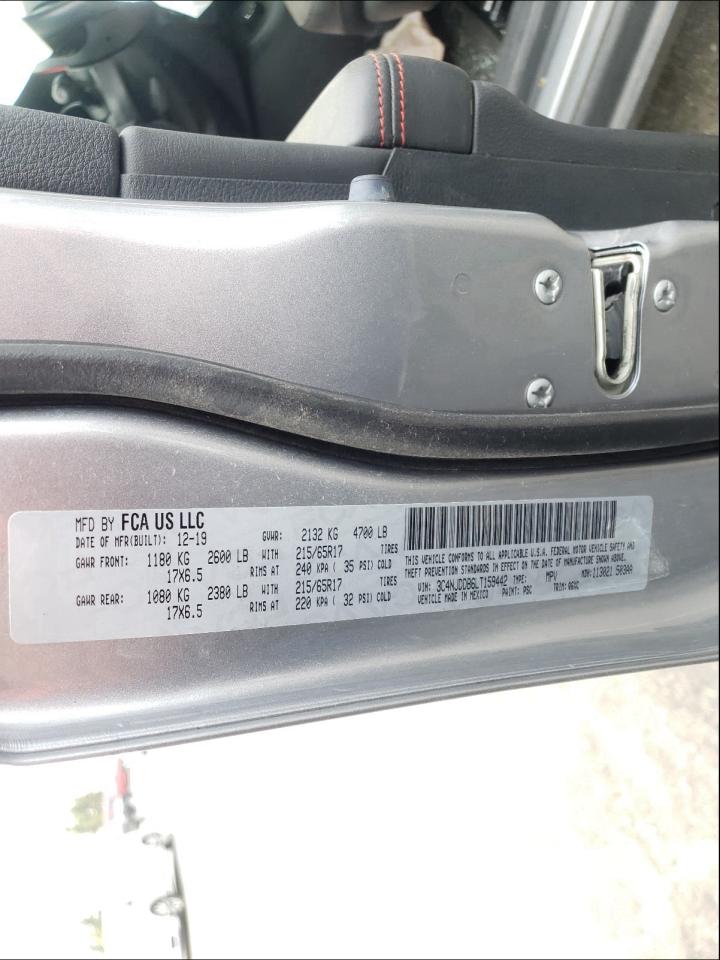 MFD BY FCA US LLC
DATE OF MFR(BUILT): 12-19 GVWR: 2132 KG 4700 LB
GAWR FRONT: 1180 KG 2600 LB WITH 215/65R17 TIRES
17X6.5 RIMS AT 240 KPA ( 35 PSI) COLD
GAWR REAR: 1080 KG 2380 LB WITH 215/65R17 TIRES
17X6.5 RIMS AT 220 KPA ( 32 PSI) COLD
THIS VEHICLE CONFORMS TO ALL APPLICABLE U.S.A. FEDERAL MOTOR VEHICLE SAFETY AND
THEFT PREVENTION STANDARDS IN EFFECT ON THE DATE OF MANUFACTURE SHOWN ABOVE.
VIN: 3C4NJDDB6LT159442 TYPE: MPV MDH: 113021 503AA
VEHICLE MADE IN MEXICO PAINT: PSC TRIM: